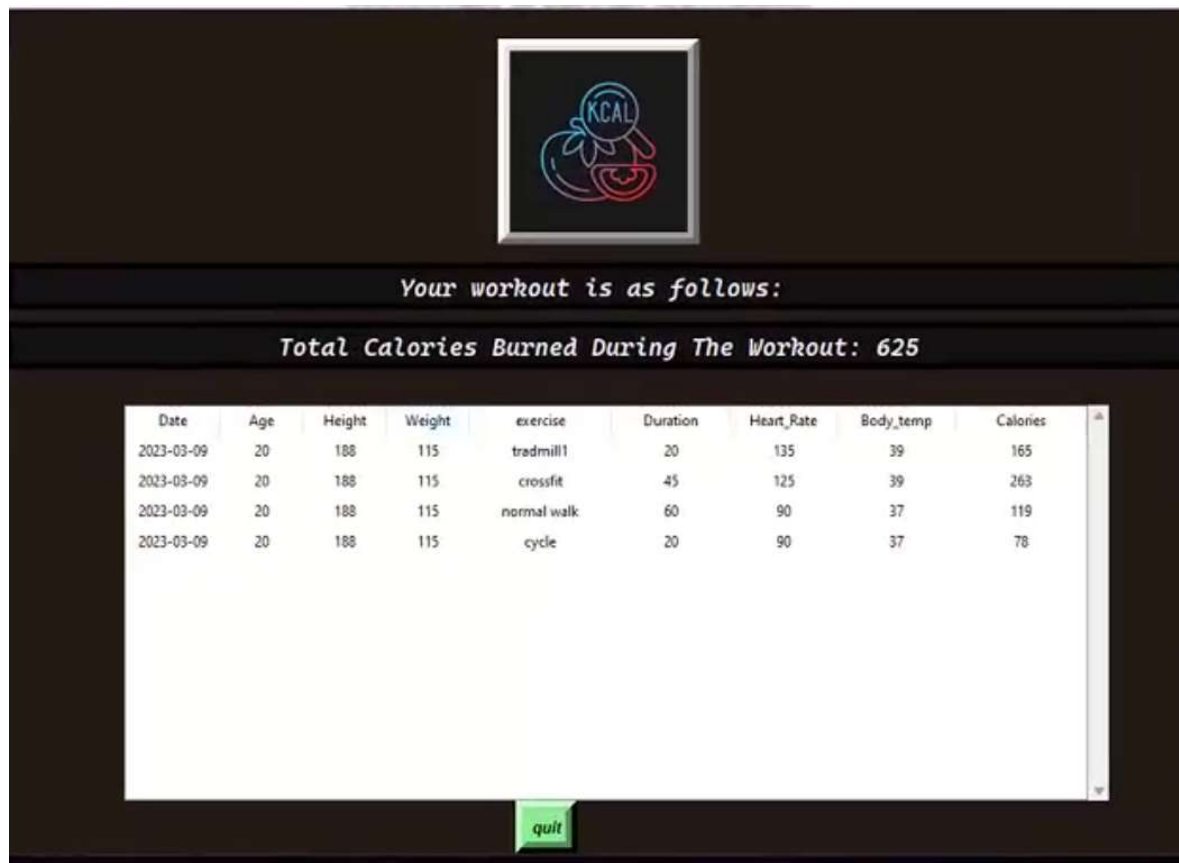 KCAL
Your workout is as follows:
Total Calories Burned During The Workout: 625
Date Age Height Weight exercise Duration Heart_Rate Body_temp Calories
2023-03-09 20 188 115 tradmill1 20 135 39 165
2023-03-09 20 188 115 crossfit 45 125 39 263
2023-03-09 20 188 115 normal walk 60 90 37 119
2023-03-09 20 188 115 cycle 20 90 37 78
quit